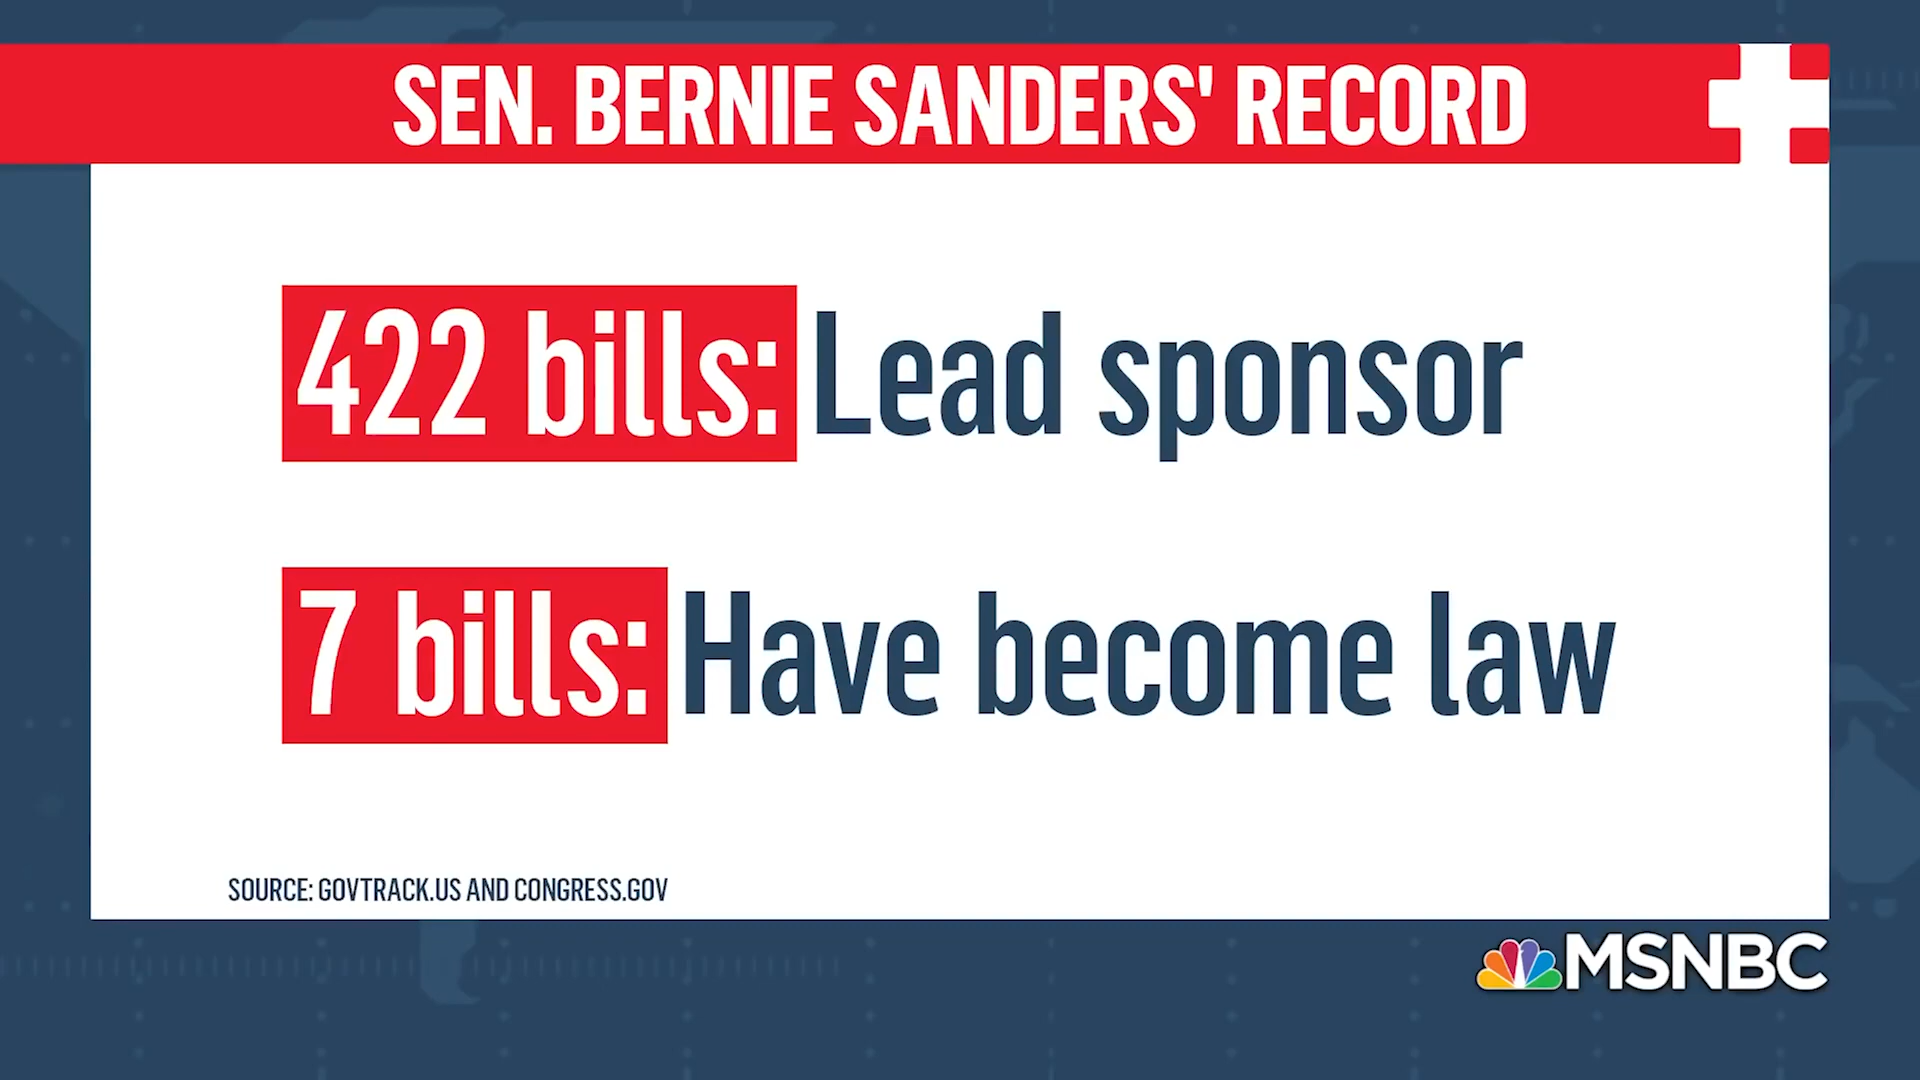 SEN. BERNIE SANDERS' RECORD
422 bills: Lead sponsor
7 bills: Have become law
SOURCE: GOVTRACK.US AND CONGRESS.GOV
MSNBC